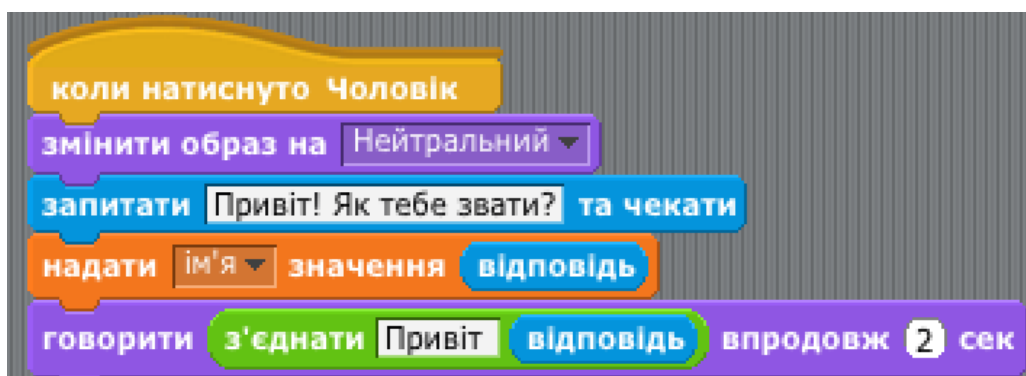 коли натиснуто Чоловік
змінити образ на Нейтральний
запитати Привіт! Як тебе звати? та чекати
надати ім'я значення відповідь
говорити з'єднати Привіт відповідь впродовж 2 сек